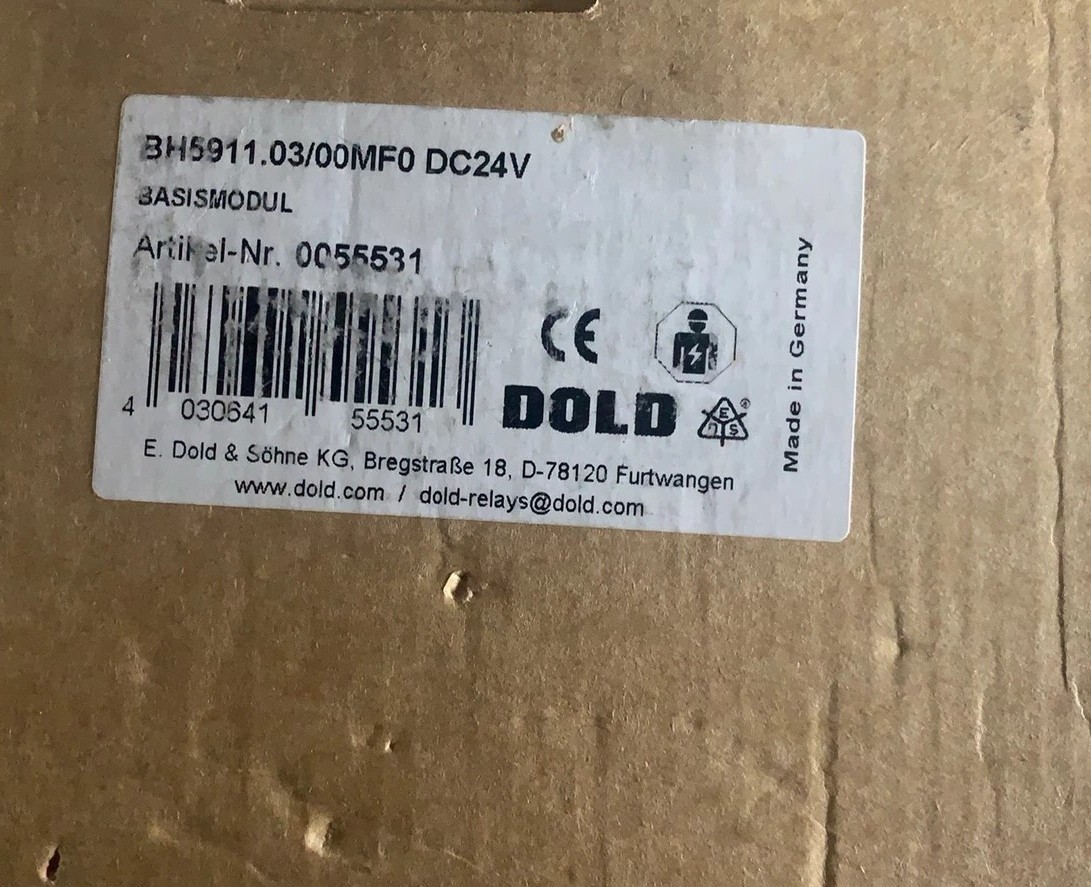 BH5911.03/00MF0 DC24V
BASISMODUL
Artikel-Nr. 0055531
4 030641 55531
CE
DOLD
E. Dold & Söhne KG, Bregstraße 18, D-78120 Furtwangen
www.dold.com / dold-relays@dold.com
Made in Germany